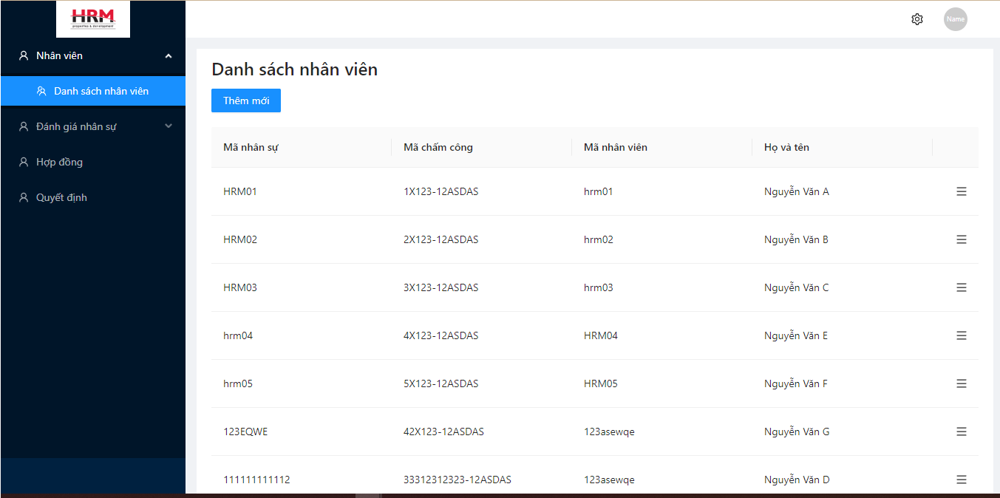 HRM
properties & development
Name
Nhân viên
Danh sách nhân viên
Đánh giá nhân sự
Hợp đồng
Quyết định
Danh sách nhân viên
Thêm mới
Mã nhân sự Mã chấm công Mã nhân viên Họ và tên
HRM01 1X123-12ASDAS hrm01 Nguyễn Văn A
HRM02 2X123-12ASDAS hrm02 Nguyễn Văn B
HRM03 3X123-12ASDAS hrm03 Nguyễn Văn C
hrm04 4X123-12ASDAS HRM04 Nguyễn Văn E
hrm05 5X123-12ASDAS HRM05 Nguyễn Văn F
123EQWE 42X123-12ASDAS 123asewqe Nguyễn Văn G
111111111112 33312312323-12ASDAS 123asewqe Nguyễn Văn D